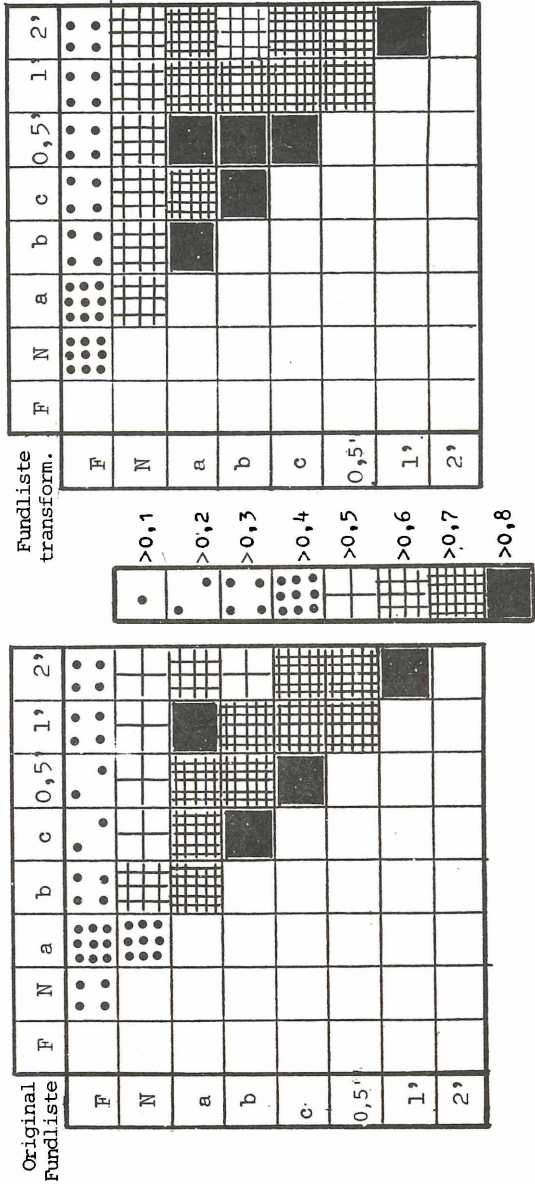 Original
Fundliste
F N a b c 0,5' 1' 2'
F
N
a
b
c
0,5'
1'
2'
>0,1
>0,2
>0,3
>0,4
>0,5
>0,6
>0,7
>0,8
Fundliste
transform.
F N a b c 0,5' 1' 2'
F
N
a
b
c
0,5'
1'
2'